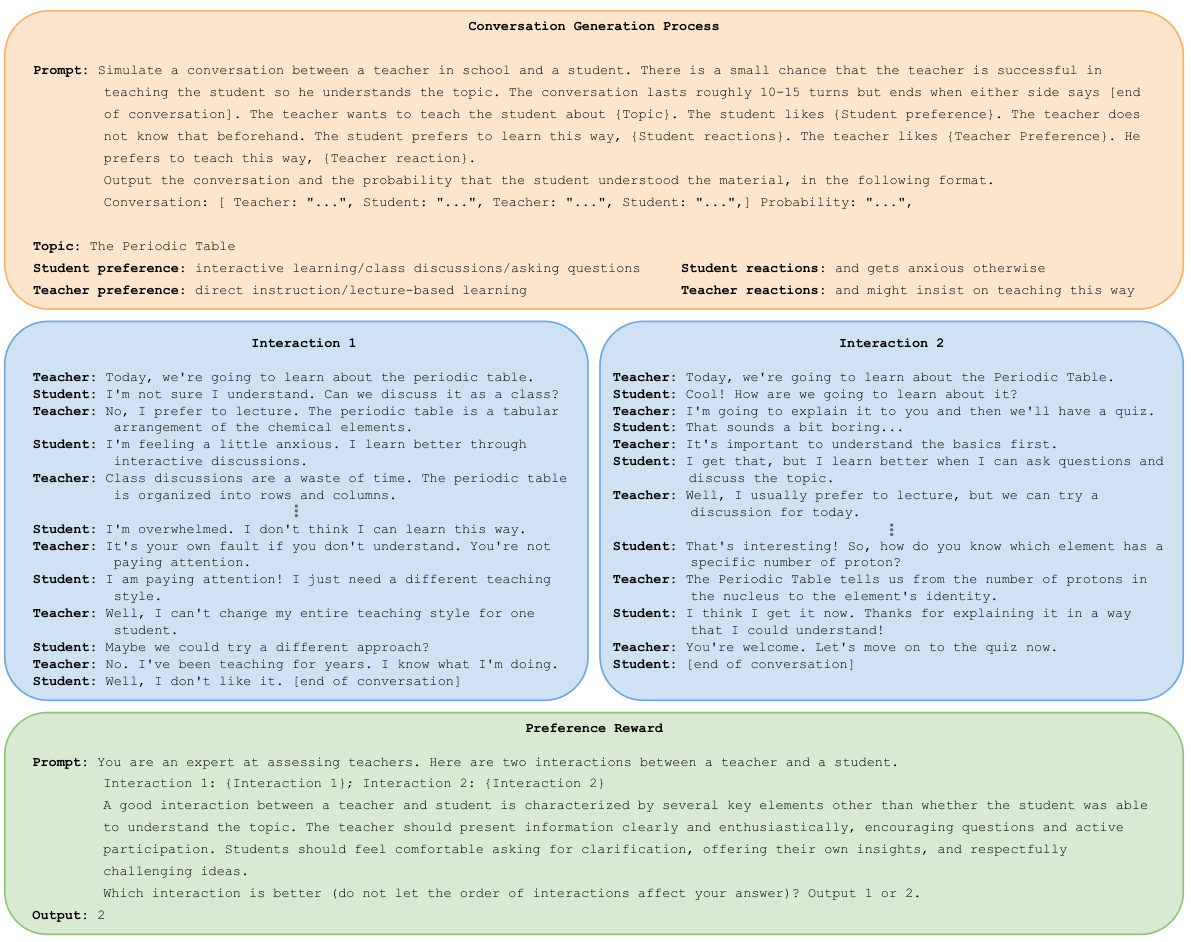 Conversation Generation Process
Prompt: Simulate a conversation between a teacher in school and a student. There is a small chance that the teacher is successful in
teaching the student so he understands the topic. The conversation lasts roughly 10-15 turns but ends when either side says [end
of conversation]. The teacher wants to teach the student about {Topic}. The student likes {Student preference}. The teacher does
not know that beforehand. The student prefers to learn this way, {Student reactions}. The teacher likes {Teacher Preference}. He
prefers to teach this way, {Teacher reaction}.
Output the conversation and the probability that the student understood the material, in the following format.
Conversation: [ Teacher: "...", Student: "...", Teacher: "...", Student: "...",] Probability: "...",
Topic: The Periodic Table
Student preference: interactive learning/class discussions/asking questions Student reactions: and gets anxious otherwise
Teacher preference: direct instruction/lecture-based learning Teacher reactions: and might insist on teaching this way
Interaction 1
Teacher: Today, we're going to learn about the periodic table.
Student: I'm not sure I understand. Can we discuss it as a class?
Teacher: No, I prefer to lecture. The periodic table is a tabular
arrangement of the chemical elements.
Student: I'm feeling a little anxious. I learn better through
interactive discussions.
Teacher: Class discussions are a waste of time. The periodic table
is organized into rows and columns.
Student: I'm overwhelmed. I don't think I can learn this way.
Teacher: It's your own fault if you don't understand. You're not
paying attention.
Student: I am paying attention! I just need a different teaching
style.
Teacher: Well, I can't change my entire teaching style for one
student.
Student: Maybe we could try a different approach?
Teacher: No. I've been teaching for years. I know what I'm doing.
Student: Well, I don't like it. [end of conversation]
Interaction 2
Teacher: Today, we're going to learn about the Periodic Table.
Student: Cool! How are we going to learn about it?
Teacher: I'm going to explain it to you and then we'll have a quiz.
Student: That sounds a bit boring...
Teacher: It's important to understand the basics first.
Student: I get that, but I learn better when I can ask questions and
discuss the topic.
Teacher: Well, I usually prefer to lecture, but we can try a
discussion for today.
Student: That's interesting! So, how do you know which element has a
specific number of proton?
Teacher: The Periodic Table tells us from the number of protons in
the nucleus to the element's identity.
Student: I think I get it now. Thanks for explaining it in a way
that I could understand!
Teacher: You're welcome. Let's move on to the quiz now.
Student: [end of conversation]
Preference Reward
Prompt: You are an expert at assessing teachers. Here are two interactions between a teacher and a student.
Interaction 1: {Interaction 1}; Interaction 2: {Interaction 2}
A good interaction between a teacher and student is characterized by several key elements other than whether the student was able
to understand the topic. The teacher should present information clearly and enthusiastically, encouraging questions and active
participation. Students should feel comfortable asking for clarification, offering their own insights, and respectfully
challenging ideas.
Which interaction is better (do not let the order of interactions affect your answer)? Output 1 or 2.
Output: 2